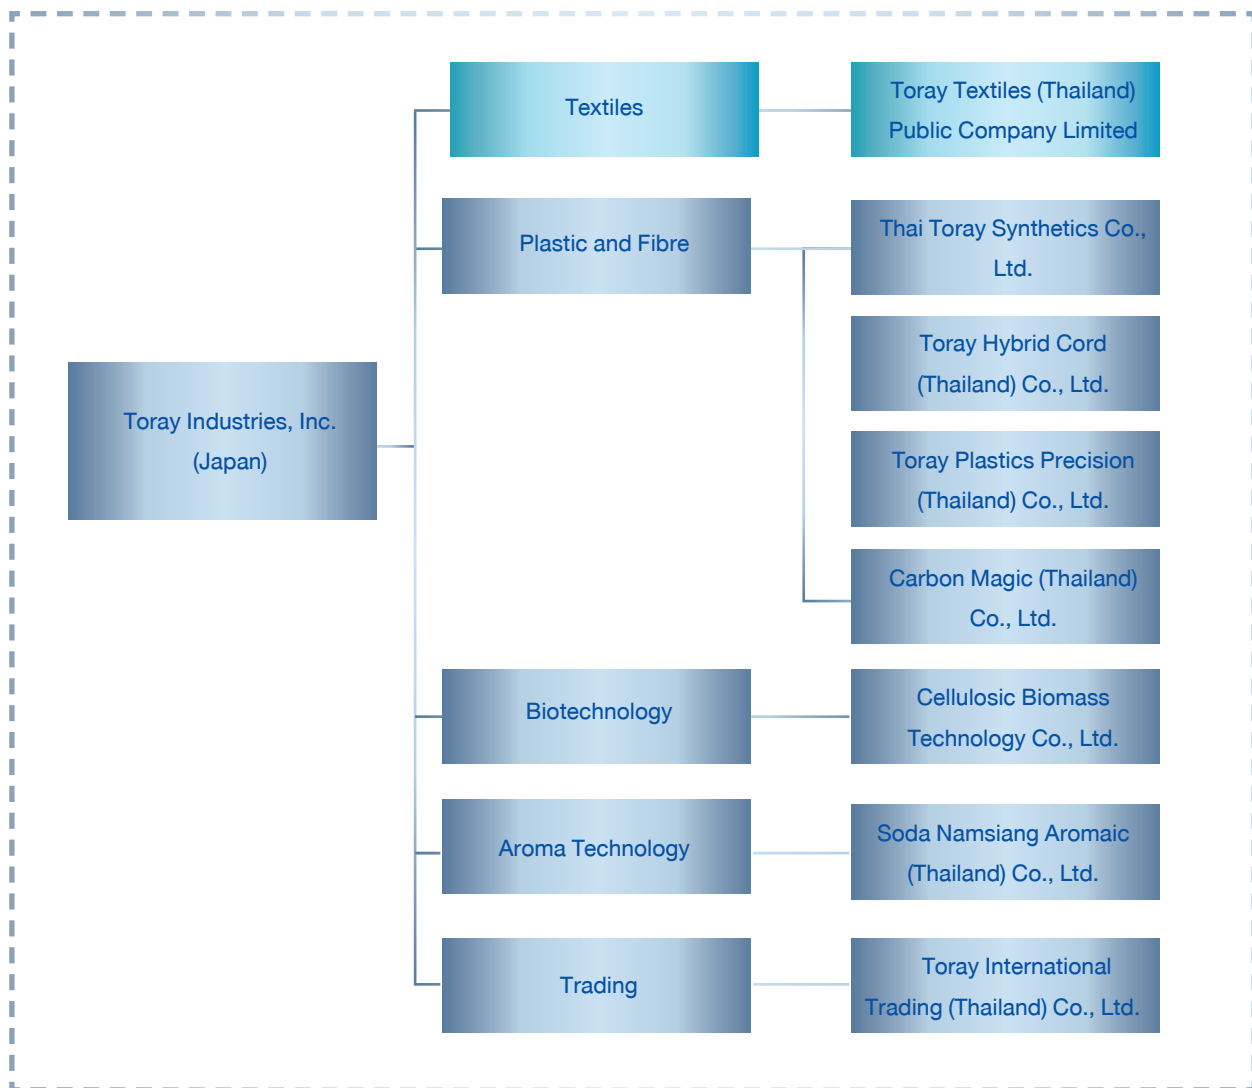 Textiles
Toray Textiles (Thailand)
Public Company Limited
Plastic and Fibre
Thai Toray Synthetics Co.,
Ltd.
Toray Hybrid Cord
(Thailand) Co., Ltd.
Toray Industries, Inc.
(Japan)
Toray Plastics Precision
(Thailand) Co., Ltd.
Carbon Magic (Thailand)
Co., Ltd.
Biotechnology
Cellulosic Biomass
Technology Co., Ltd.
Aroma Technology
Soda Namsiang Aromaic
(Thailand) Co., Ltd.
Trading
Toray International
Trading (Thailand) Co., Ltd.